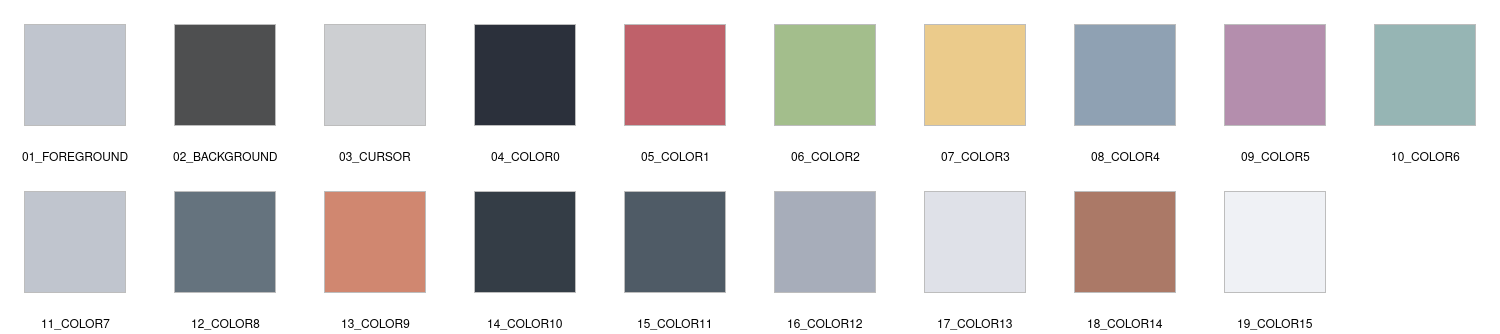 01_FOREGROUND 02_BACKGROUND 03_CURSOR 04_COLOR0 05_COLOR1 06_COLOR2 07_COLOR3 08_COLOR4 09_COLOR5 10_COLOR6
11_COLOR7 12_COLOR8 13_COLOR9 14_COLOR10 15_COLOR11 16_COLOR12 17_COLOR13 18_COLOR14 19_COLOR15